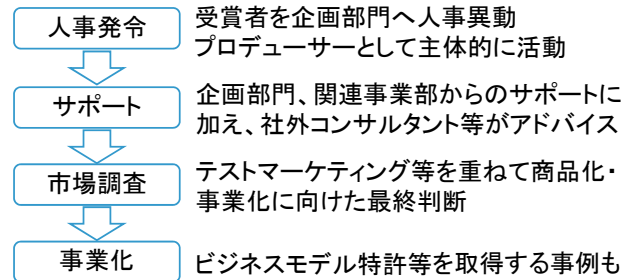 人事発令
受賞者を企画部門へ人事異動
プロデューサーとして主体的に活動
サポート
企画部門、関連事業部からのサポートに
加え、社外コンサルタント等がアドバイス
市場調査
テストマーケティング等を重ねて商品化・
事業化に向けた最終判断
事業化
ビジネスモデル特許等を取得する事例も